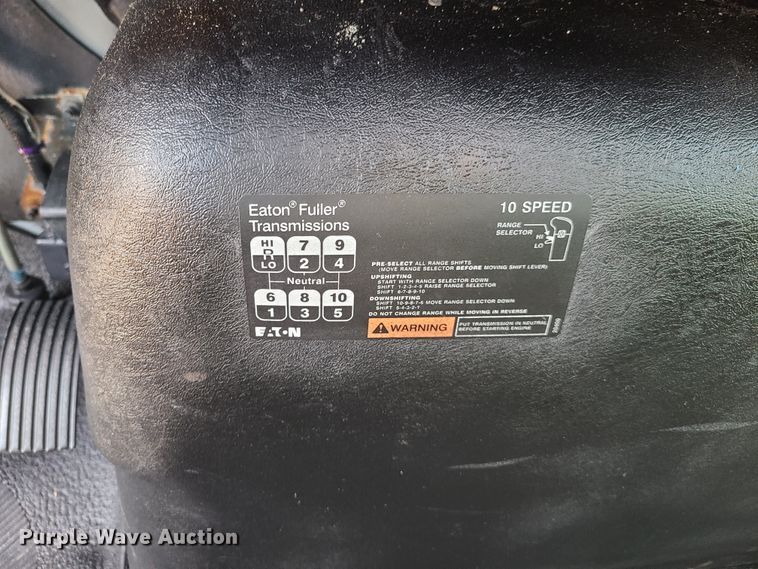 Eaton® Fuller®
Transmissions
10 SPEED
RANGE
SELECTOR
HI
LO
HI 7 9
R
LO 2 4
Neutral
6 8 10
1 3 5
EATON
PRE-SELECT ALL RANGE SHIFTS
(MOVE RANGE SELECTOR BEFORE MOVING SHIFT LEVER)
UPSHIFTING
START WITH RANGE SELECTOR DOWN
SHIFT 1-2-3-4-5 RAISE RANGE SELECTOR
SHIFT 6-7-8-9-10
DOWNSHIFTING
SHIFT 10-9-8-7-6 MOVE RANGE SELECTOR DOWN
SHIFT 5-4-3-2-1
DO NOT CHANGE RANGE WHILE MOVING IN REVERSE
WARNING
PUT TRANSMISSION IN NEUTRAL
BEFORE STARTING ENGINE
Purple Wave Auction®